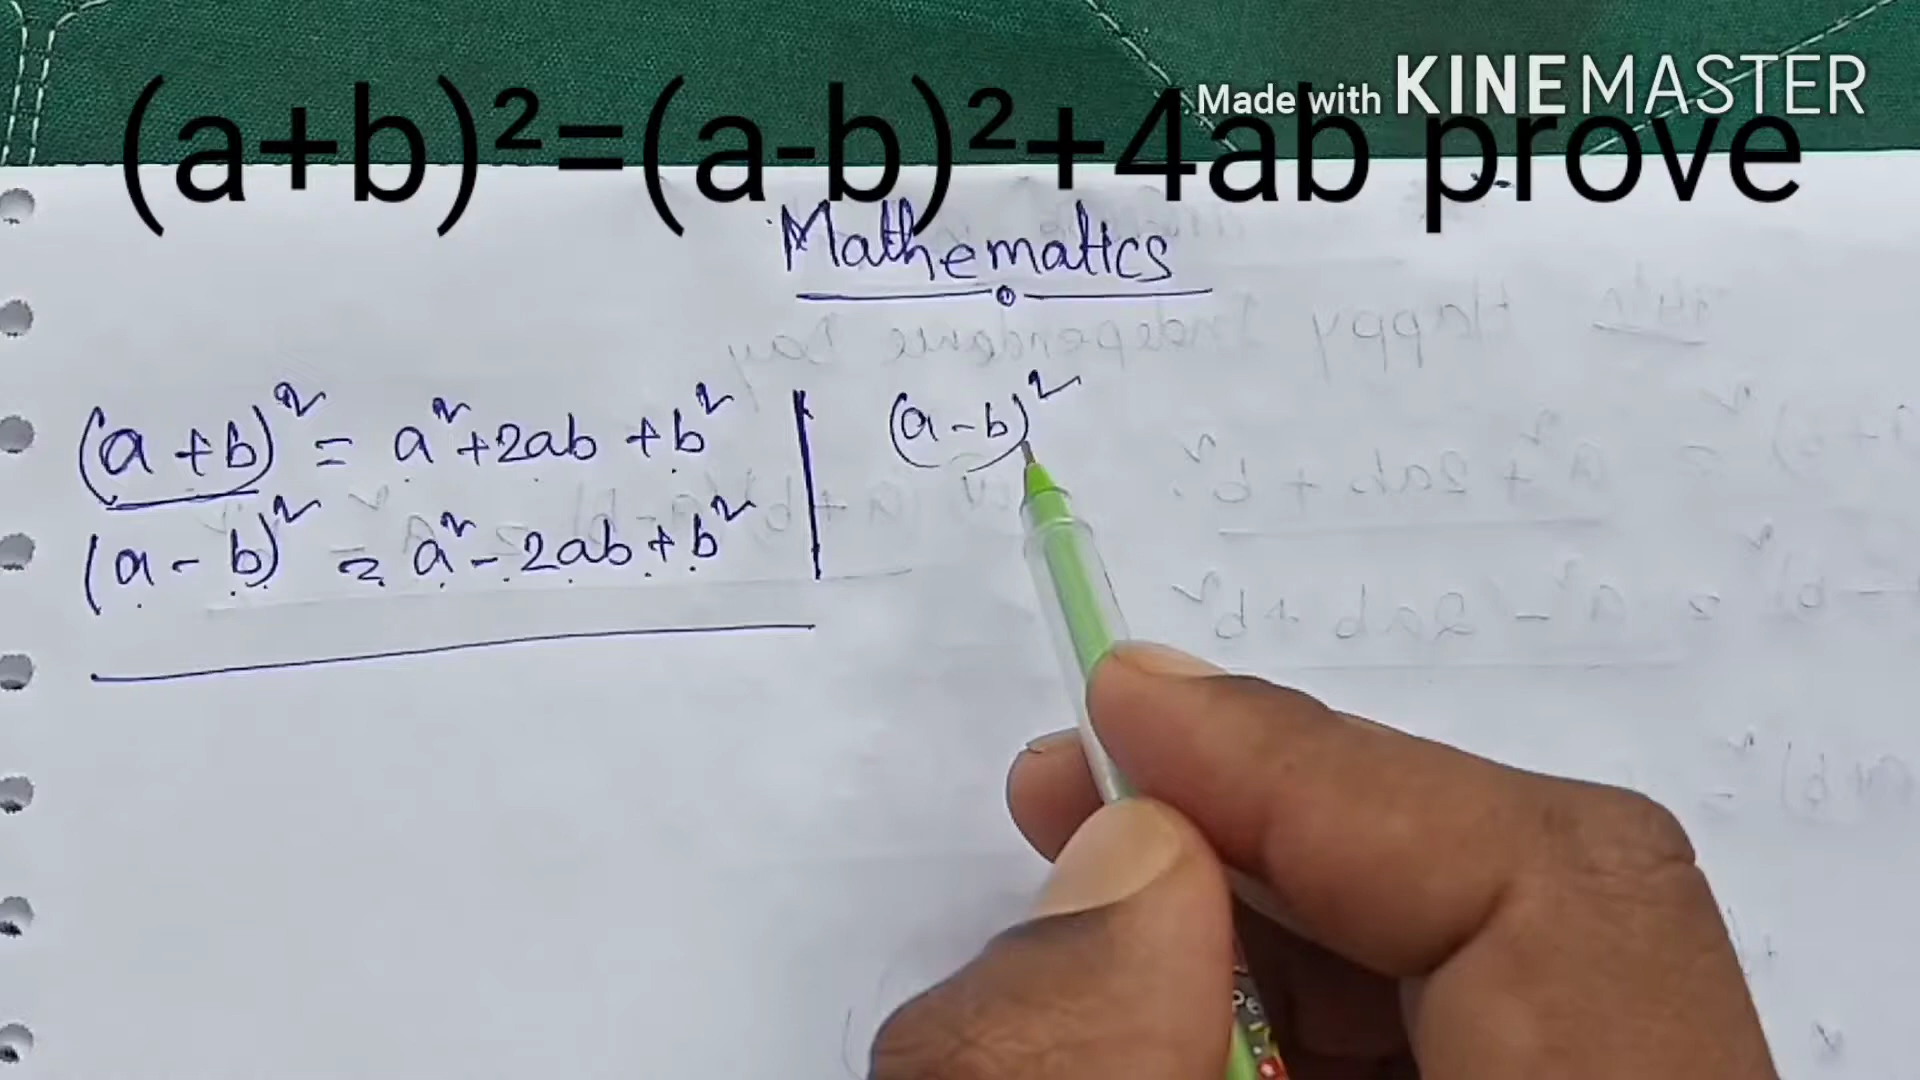 Made with KINEMASTER
(a+b)²=(a-b)²+4ab prove
Mathematics
(a+b)² = a²+2ab+b²
(a-b)² = a²-2ab+b²
(a-b)²